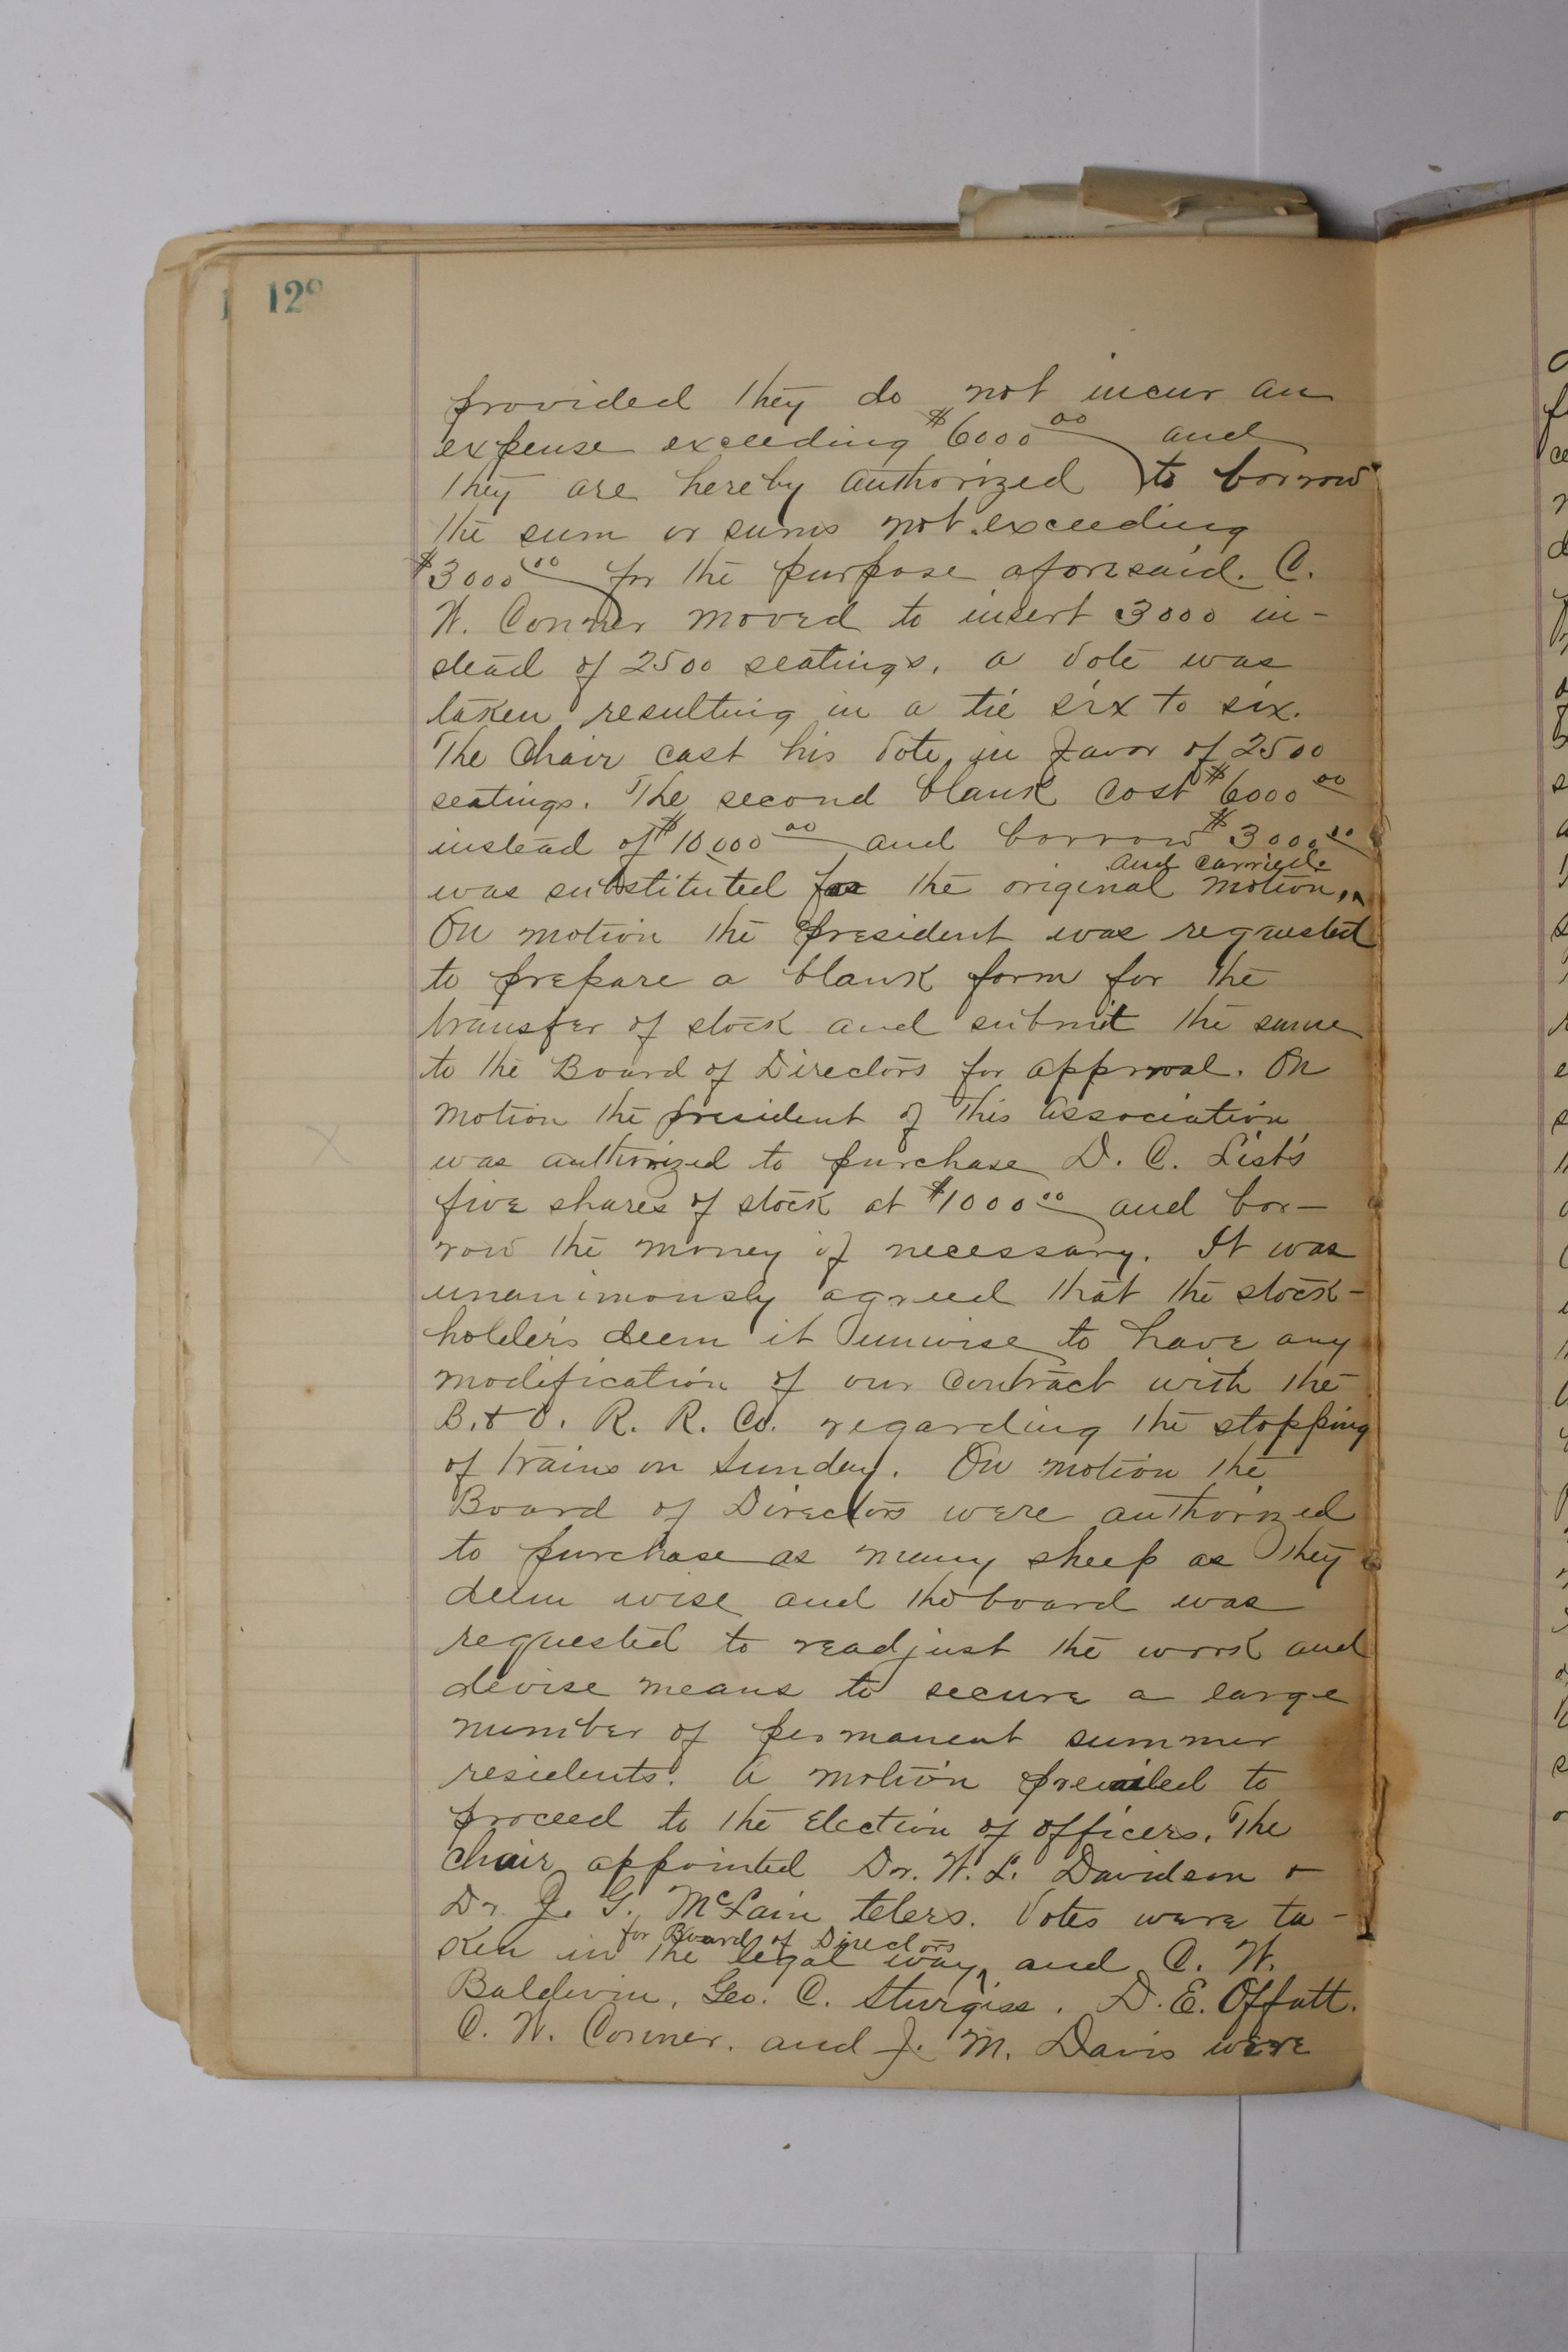 provided they do not incur an
expense exceeding $6000 00 and
they are hereby authorized to borrow
the sum or sums not exceeding
$3000 00 for the purpose aforesaid. C.
W. Conner moved to insert 3000 in-
stead of 2500 seatings. a vote was
taken resulting in a tie six to six.
The Chair cast his vote in favor of 2500
seatings. The second blank cost $6000 00
instead of $10,000 00 and borrow $3000 00
and carried.
was substituted for the original motion,^
On motion the president was requested
to prepare a blank form for the
transfer of stock and submit the same
to the Board of Directors for approval. On
motion the president of this Association
was authorized to purchase D. C. List's
five shares of stock at $1000 00 and bor-
row the money if necessary. It was
unanimously agreed that the stock-
holders deem it unwise to have any
modification of our contract with the
B. & O. R. R. Co. regarding the stopping
of trains on Sunday. On motion the
Board of Directors were authorized
to purchase as many sheep as they
deem wise and the board was
requested to readjust the work and
devise means to secure a large
number of permanent summer
residents. A motion prevailed to
proceed to the election of officers. The
chair appointed Dr. W. L. Davidson &
Dr. J. G. McLain telers. Votes were ta-
for Board of Directors
ken in the legal way,^ and C. W.
Baldwin, Geo. C. Sturgiss. D. E. Offutt.
C. W. Conner. and J. M. Davis were